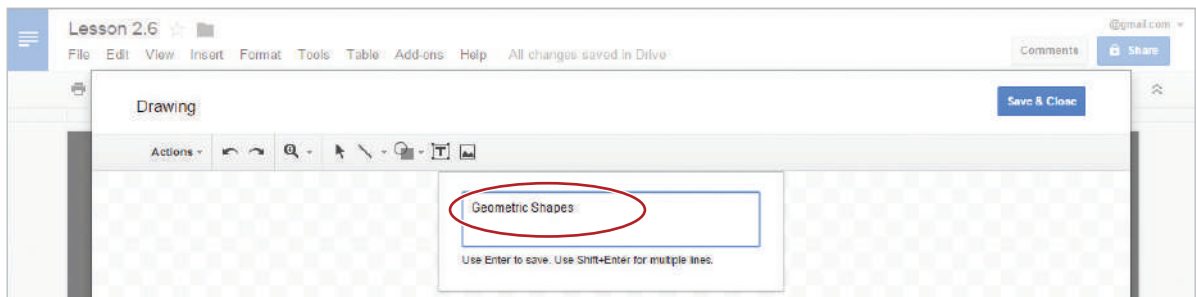 Lesson 2.6
@gmail.com
File Edit View Insert Format Tools Table Add-ons Help All changes saved in Drive
Comments
Share
Drawing
Save & Close
Actions
Geometric Shapes
Use Enter to save. Use Shift+Enter for multiple lines.